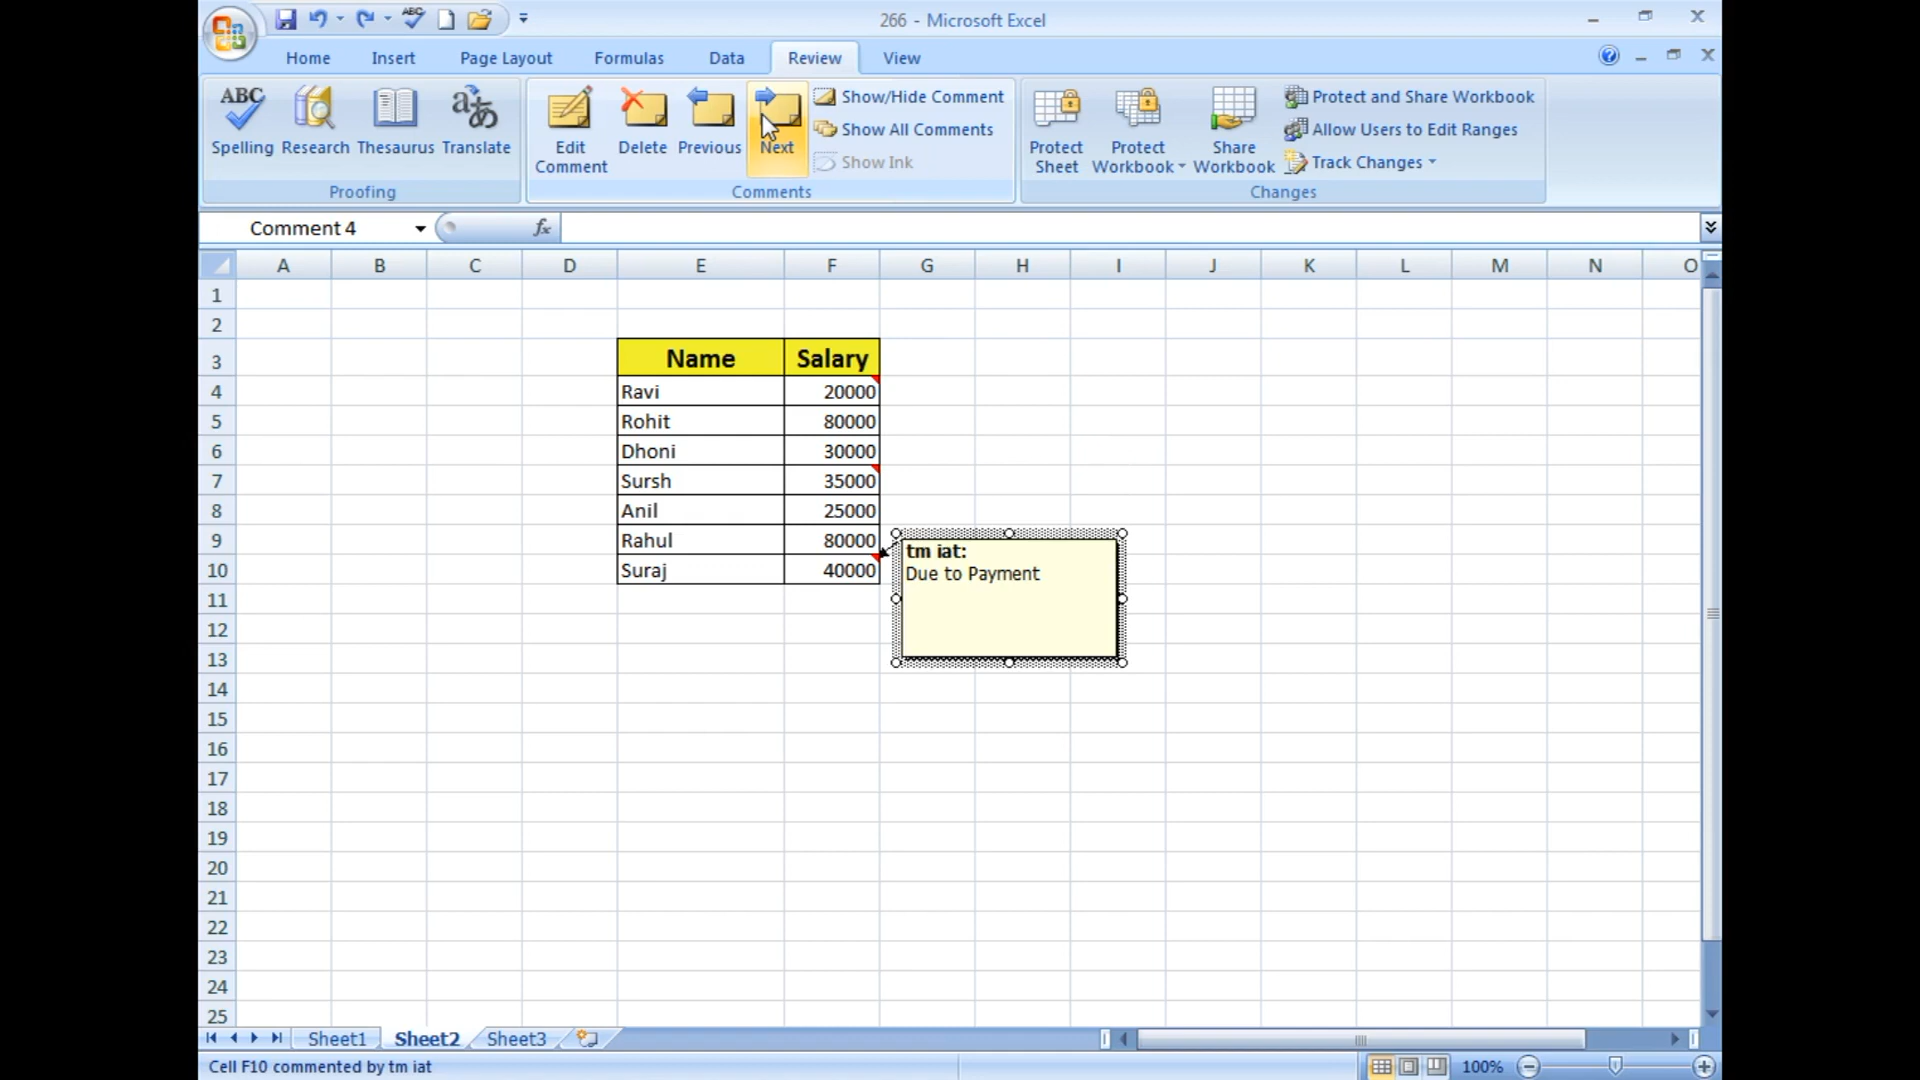 266 - Microsoft Excel
Home Insert Page Layout Formulas Data Review View
ABC
Spelling Research Thesaurus Translate
Proofing
Edit Comment Delete Previous Next
Show/Hide Comment
Show All Comments
Show Ink
Comments
Protect Sheet Protect Workbook Share Workbook
Protect and Share Workbook
Allow Users to Edit Ranges
Track Changes
Changes
Comment 4 fx
A B C D E F G H I J K L M N O
1
2
3 Name Salary
4 Ravi 20000
5 Rohit 80000
6 Dhoni 30000
7 Sursh 35000
8 Anil 25000
9 Rahul 80000
10 Suraj 40000
tm iat:
Due to Payment
11
12
13
14
15
16
17
18
19
20
21
22
23
24
25
Sheet1 Sheet2 Sheet3
Cell F10 commented by tm iat 100%